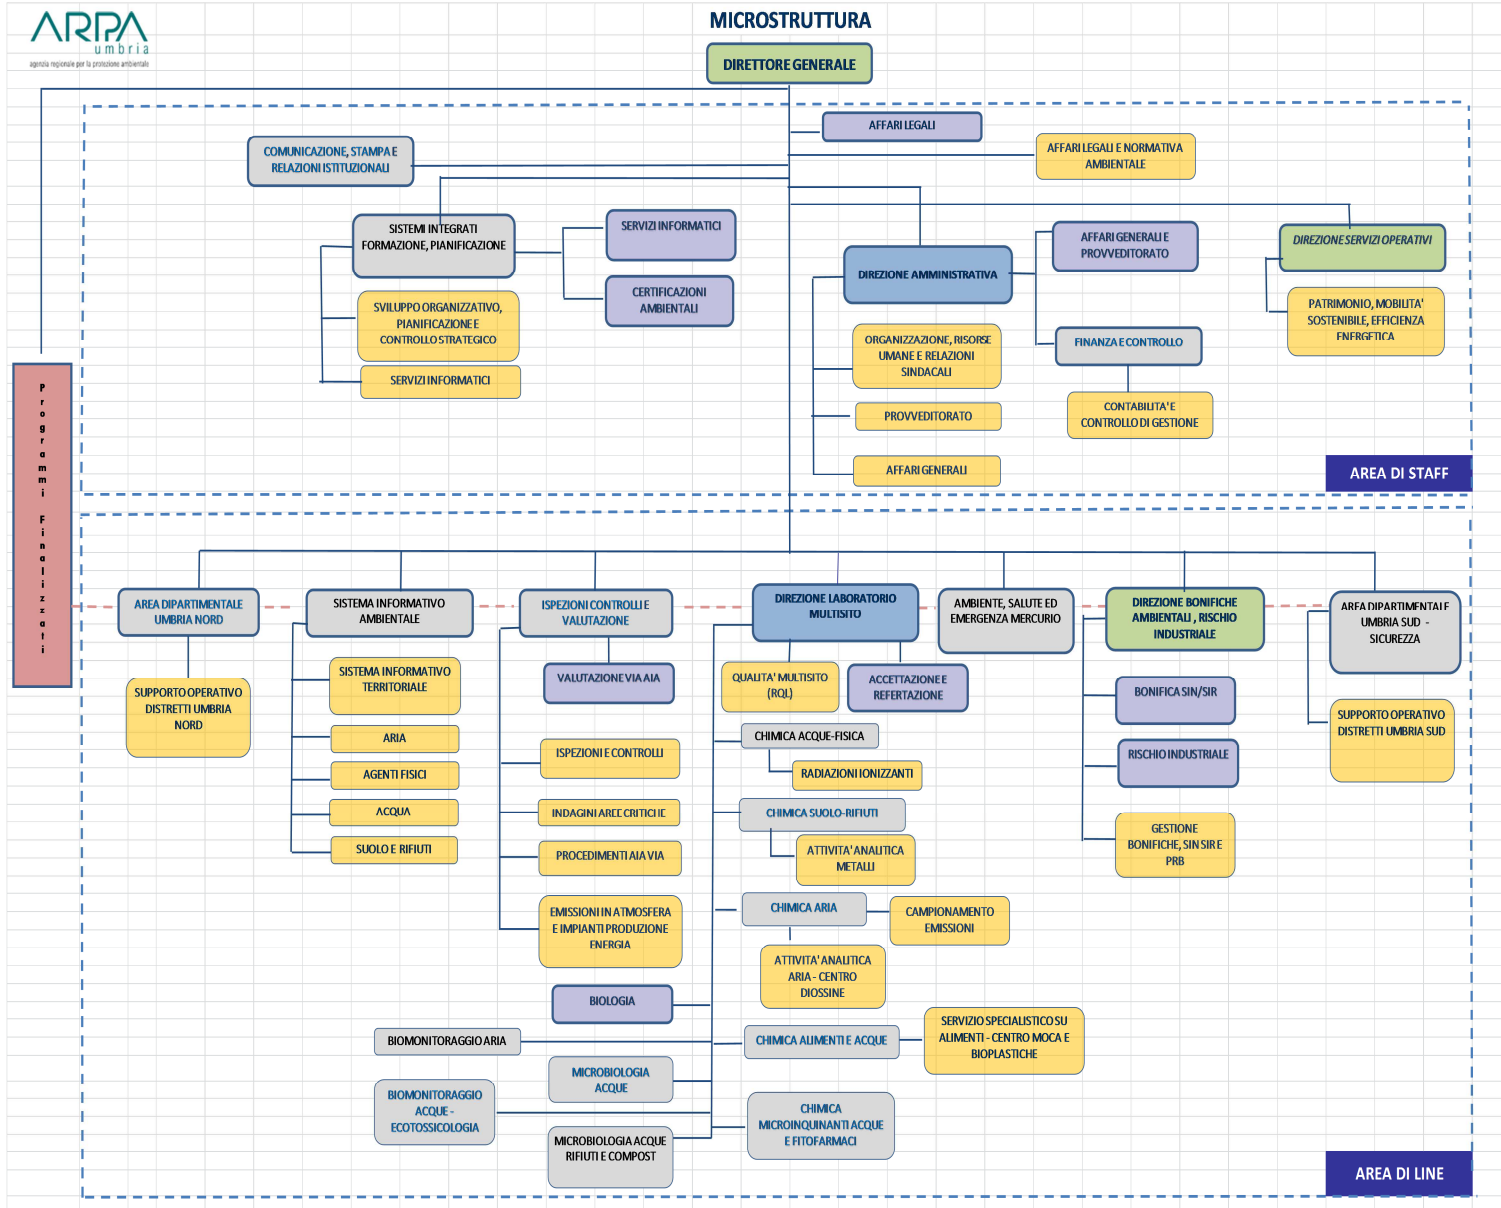 MICROSTRUTTURA
ARPA
umbria
agenzia regionale per la protezione ambientale
DIRETTORE GENERALE
AFFARI LEGALI
COMUNICAZIONE, STAMPA E
RELAZIONI ISTITUZIONALI
AFFARI LEGALI E NORMATIVA
AMBIENTALE
SISTEMI INTEGRATI
FORMAZIONE, PIANIFICAZIONE
SERVIZI INFORMATICI
CERTIFICAZIONI
AMBIENTALI
SVILUPPO ORGANIZZATIVO,
PIANIFICAZIONE E
CONTROLLO STRATEGICO
SERVIZI INFORMATICI
DIREZIONE AMMINISTRATIVA
AFFARI GENERALI E
PROVVEDITORATO
DIREZIONE SERVIZI OPERATIVI
PATRIMONIO, MOBILITA'
SOSTENIBILE, EFFICIENZA
ENERGETICA
ORGANIZZAZIONE, RISORSE
UMANE E RELAZIONI
SINDACALI
FINANZA E CONTROLLO
PROVVEDITORATO
CONTABILITA' E
CONTROLLO DI GESTIONE
AFFARI GENERALI
AREA DI STAFF
Programmi Finalizzati
AREA DIPARTIMENTALE
UMBRIA NORD
SUPPORTO OPERATIVO
DISTRETTI UMBRIA
NORD
SISTEMA INFORMATIVO
AMBIENTALE
SISTEMA INFORMATIVO
TERRITORIALE
ARIA
AGENTI FISICI
ACQUA
SUOLO E RIFIUTI
ISPEZIONI CONTROLLI E
VALUTAZIONE
VALUTAZIONE VIA AIA
ISPEZIONI E CONTROLLI
INDAGINI AREE CRITICHE
PROCEDIMENTI AIA VIA
EMISSIONI IN ATMOSFERA
E IMPIANTI PRODUZIONE
ENERGIA
DIREZIONE LABORATORIO
MULTISITO
QUALITA' MULTISITO
(RQL)
ACCETTAZIONE E
REFERTAZIONE
CHIMICA ACQUE-FISICA
RADIAZIONI IONIZZANTI
CHIMICA SUOLO-RIFIUTI
ATTIVITA' ANALITICA
METALLI
CHIMICA ARIA
CAMPIONAMENTO
EMISSIONI
ATTIVITA' ANALITICA
ARIA - CENTRO
DIOSSINE
BIOLOGIA
BIOMONITORAGGIO ARIA
MICROBIOLOGIA
ACQUE
BIOMONITORAGGIO
ACQUE -
ECOTOSSICOLOGIA
MICROBIOLOGIA ACQUE
RIFIUTI E COMPOST
CHIMICA ALIMENTI E ACQUE
SERVIZIO SPECIALISTICO SU
ALIMENTI - CENTRO MOCA E
BIOPLASTICHE
CHIMICA
MICROINQUINANTI ACQUE
E FITOFARMACI
AMBIENTE, SALUTE ED
EMERGENZA MERCURIO
DIREZIONE BONIFICHE
AMBIENTALI , RISCHIO
INDUSTRIALE
BONIFICA SIN/SIR
RISCHIO INDUSTRIALE
GESTIONE
BONIFICHE, SIN SIR E
PRB
AREA DIPARTIMENTALE
UMBRIA SUD -
SICUREZZA
SUPPORTO OPERATIVO
DISTRETTI UMBRIA SUD
AREA DI LINE